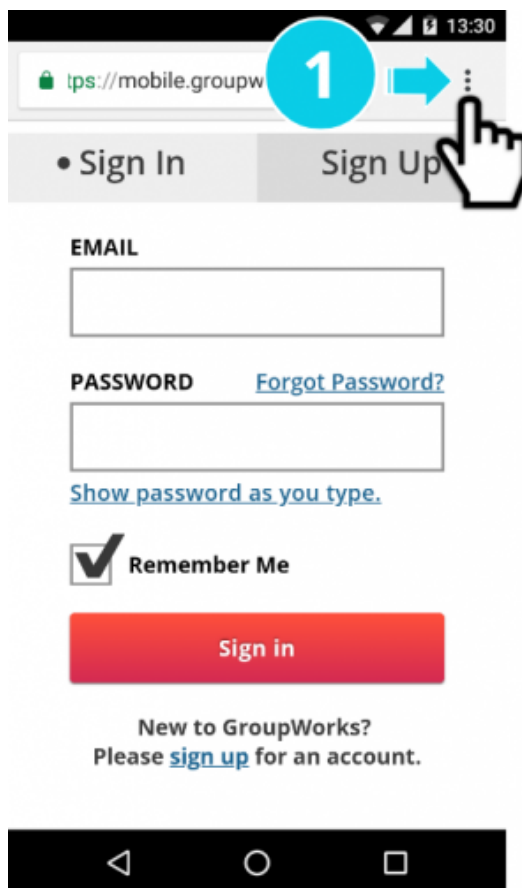 13:30
tps://mobile.groupw
1
• Sign In
Sign Up
EMAIL
PASSWORD
Forgot Password?
Show password as you type.
Remember Me
Sign in
New to GroupWorks?
Please sign up for an account.